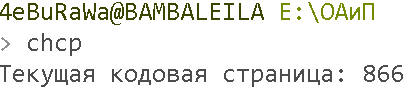 4eBuRaWa@BAMBALEILA E:\ОАиП
> chcp
Текущая кодовая страница: 866